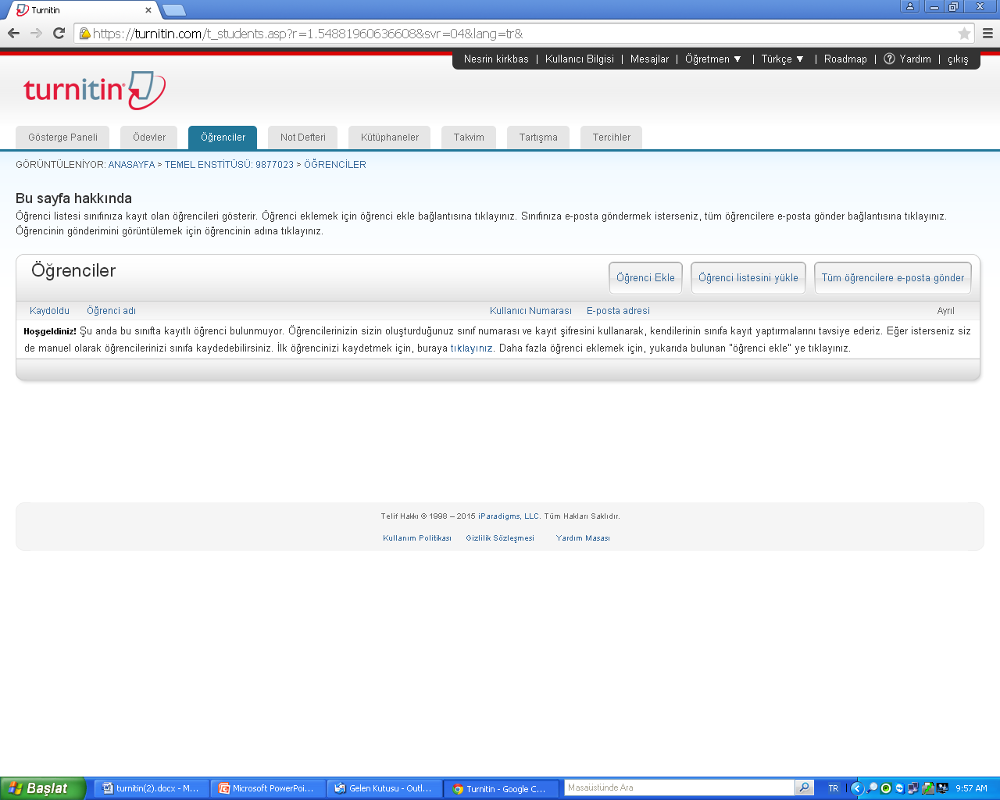 Turnitin
https://turnitin.com/t_students.asp?r=1.54881960636608&svr=04&lang=tr&
Nesrin kirkbas | Kullanıcı Bilgisi | Mesajlar | Öğretmen ▼ | Türkçe ▼ | Roadmap | ? Yardım | çıkış
turnitin
Gösterge Paneli Ödevler Öğrenciler Not Defteri Kütüphaneler Takvim Tartışma Tercihler
GÖRÜNTÜLENİYOR: ANASAYFA > TEMEL ENSTİTÜSÜ: 9877023 > ÖĞRENCİLER
Bu sayfa hakkında
Öğrenci listesi sınıfınıza kayıt olan öğrencileri gösterir. Öğrenci eklemek için öğrenci ekle bağlantısına tıklayınız. Sınıfınıza e-posta göndermek isterseniz, tüm öğrencilere e-posta gönder bağlantısına tıklayınız.
Öğrencinin gönderimini görüntülemek için öğrencinin adına tıklayınız.
Öğrenciler
Öğrenci Ekle Öğrenci listesini yükle Tüm öğrencilere e-posta gönder
Kaydoldu Öğrenci adı Kullanıcı Numarası E-posta adresi Ayrıl
Hoşgeldiniz! Şu anda bu sınıfta kayıtlı öğrenci bulunmuyor. Öğrencilerinizin sizin oluşturduğunuz sınıf numarası ve kayıt şifresini kullanarak, kendilerinin sınıfa kayıt yaptırmalarını tavsiye ederiz. Eğer isterseniz siz
de manuel olarak öğrencilerinizi sınıfa kaydedebilirsiniz. İlk öğrencinizi kaydetmek için, buraya tıklayınız. Daha fazla öğrenci eklemek için, yukarıda bulunan "öğrenci ekle" ye tıklayınız.
Telif Hakkı © 1998 – 2015 iParadigms, LLC. Tüm Hakları Saklıdır.
Kullanım Politikası Gizlilik Sözleşmesi Yardım Masası
Başlat turnitin(2).docx - M... Microsoft PowerPoi... Gelen Kutusu - Outl... Turnitin - Google C... Masaüstünde Ara TR 9:57 AM